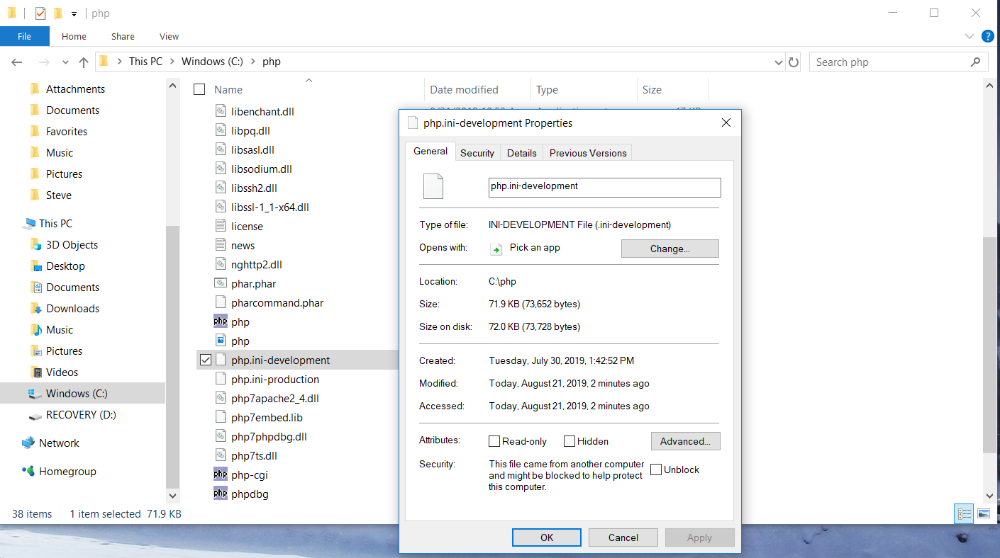 php
File Home Share View
This PC Windows (C:) php
Search php
Attachments
Documents
Favorites
Music
Pictures
Steve
This PC
3D Objects
Desktop
Documents
Downloads
Music
Pictures
Videos
Windows (C:)
RECOVERY (D:)
Network
Homegroup
Name Date modified Type Size
libenchant.dll
libpq.dll
libsasl.dll
libsodium.dll
libssh2.dll
libssl-1_1-x64.dll
license
news
nghttp2.dll
phar.phar
pharcommand.phar
php php
php
php.ini-development
php.ini-production
php7apache2_4.dll
php7embed.lib
php7phpdbg.dll
php7ts.dll
php php-cgi
php phpdbg
php.ini-development Properties
General Security Details Previous Versions
php.ini-development
Type of file: INI-DEVELOPMENT File (.ini-development)
Opens with: Pick an app Change...
Location: C:\php
Size: 71.9 KB (73,652 bytes)
Size on disk: 72.0 KB (73,728 bytes)
Created: Tuesday, July 30, 2019, 1:42:52 PM
Modified: Today, August 21, 2019, 2 minutes ago
Accessed: Today, August 21, 2019, 2 minutes ago
Attributes: Read-only Hidden Advanced...
Security: This file came from another computer
and might be blocked to help protect
this computer.
Unblock
OK Cancel Apply
38 items 1 item selected 71.9 KB